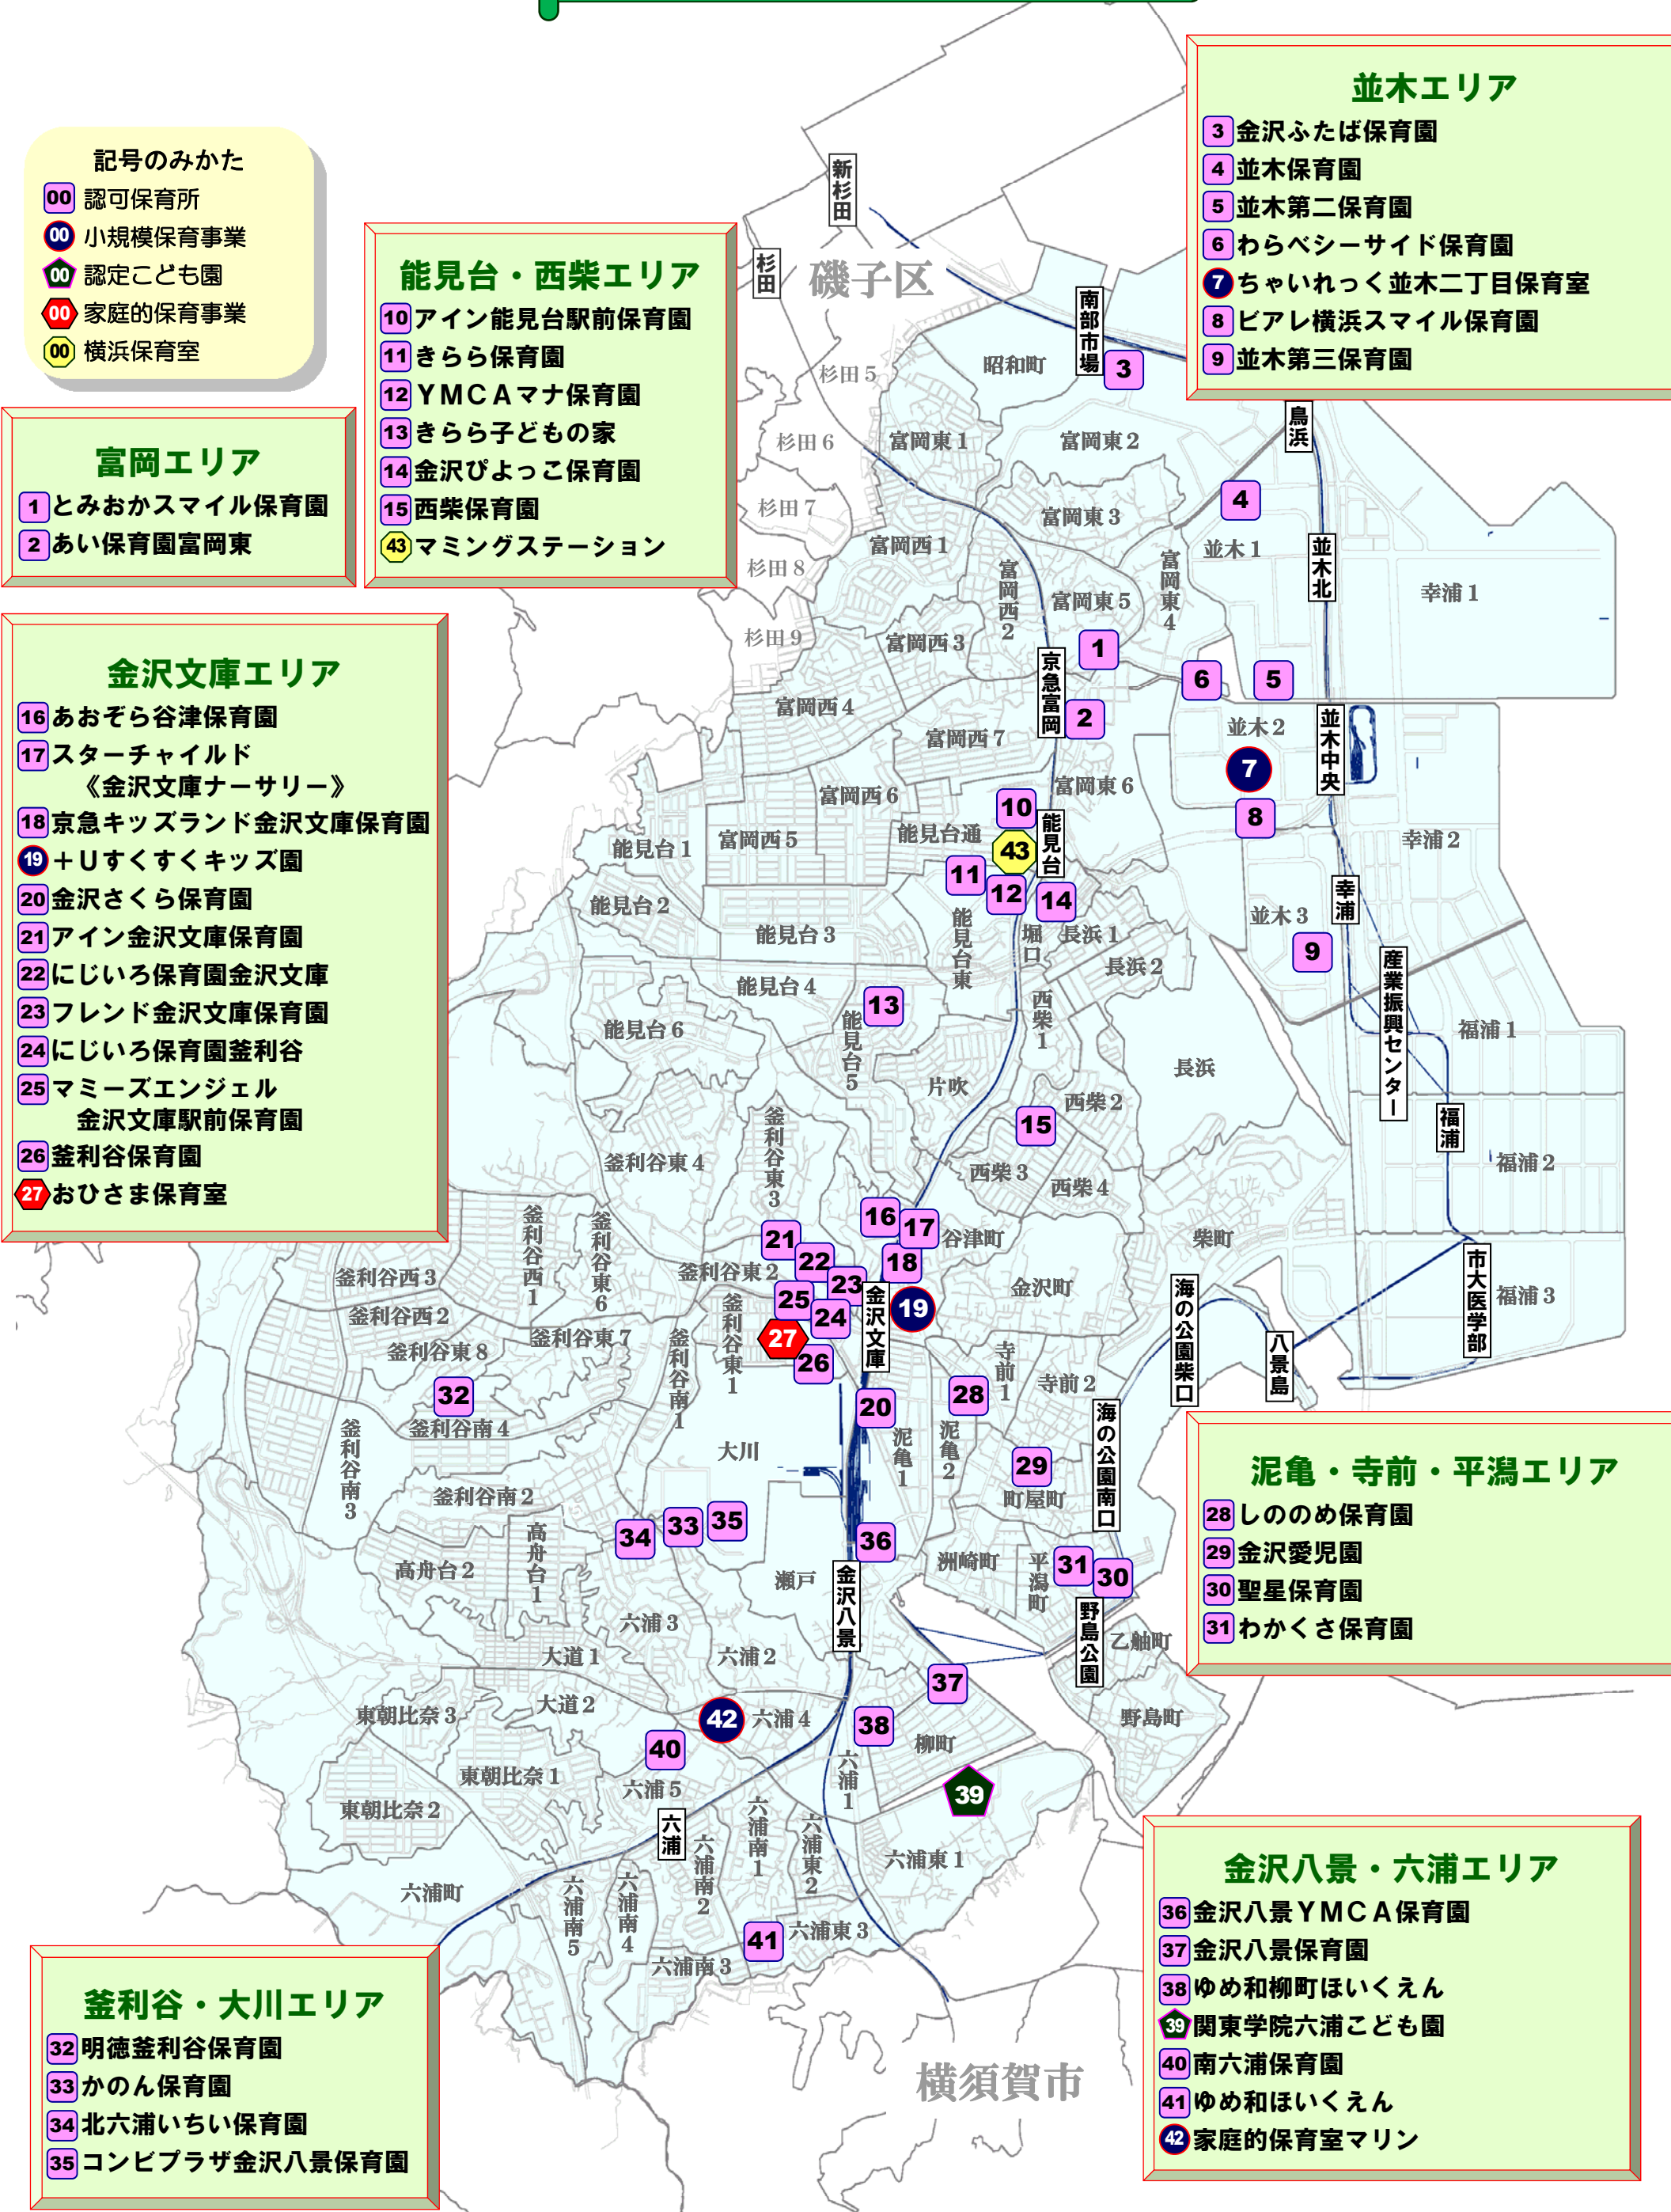 記号のみかた
00 認可保育所
00 小規模保育事業
00 認定こども園
00 家庭的保育事業
00 横浜保育室
富岡エリア
1 とみおかスマイル保育園
2 あい保育園富岡東
能見台・西柴エリア
10 アイン能見台駅前保育園
11 きらら保育園
12 ＹＭＣＡマナ保育園
13 きらら子どもの家
14 金沢ぴよっこ保育園
15 西柴保育園
43 マミングステーション
並木エリア
3 金沢ふたば保育園
4 並木保育園
5 並木第二保育園
6 わらべシーサイド保育園
7 ちゃいれっく並木二丁目保育室
8 ビアレ横浜スマイル保育園
9 並木第三保育園
金沢文庫エリア
16 あおぞら谷津保育園
17 スターチャイルド
《金沢文庫ナーサリー》
18 京急キッズランド金沢文庫保育園
19 ＋Ｕすくすくキッズ園
20 金沢さくら保育園
21 アイン金沢文庫保育園
22 にじいろ保育園金沢文庫
23 フレンド金沢文庫保育園
24 にじいろ保育園釜利谷
25 マミーズエンジェル
金沢文庫駅前保育園
26 釜利谷保育園
27 おひさま保育室
泥亀・寺前・平潟エリア
28 しののめ保育園
29 金沢愛児園
30 聖星保育園
31 わかくさ保育園
釜利谷・大川エリア
32 明徳釜利谷保育園
33 かのん保育園
34 北六浦いちい保育園
35 コンビプラザ金沢八景保育園
金沢八景・六浦エリア
36 金沢八景ＹＭＣＡ保育園
37 金沢八景保育園
38 ゆめ和柳町ほいくえん
39 関東学院六浦こども園
40 南六浦保育園
41 ゆめ和ほいくえん
42 家庭的保育室マリン
新杉田
杉田
磯子区
南部市場
昭和町
3
杉田５
杉田６
富岡東１
富岡東２
鳥浜
杉田７
富岡東３
4
富岡西１
並木１
並木北
杉田８
富岡西２
富岡東４
幸浦１
富岡東５
杉田９
富岡西３
1
京急富岡
6
5
富岡西４
2
並木２
並木中央
富岡西７
7
富岡西６
富岡東６
10
8
能見台１
富岡西５
能見台通
能見台
43
幸浦２
11
12
14
能見台２
幸浦
並木３
能見台３
能見台東
堀口
長浜１
9
長浜２
産業振興センター
能見台４
13
能見台６
能見台５
西柴１
福浦１
長浜
片吹
西柴２
福浦
15
釜利谷東３
釜利谷東４
西柴３
西柴４
福浦２
釜利谷西１
釜利谷東６
16
17
谷津町
柴町
21
22
18
釜利谷西３
釜利谷東２
23
金沢町
海の公園柴口
市大医学部
福浦３
釜利谷西２
25
24
金沢文庫
19
釜利谷東７
釜利谷東８
釜利谷南１
釜利谷東１
27
26
寺前１
八景島
32
28
寺前２
20
海の公園南口
釜利谷南４
釜利谷南３
大川
泥亀１
泥亀２
29
町屋町
釜利谷南２
34
33
35
36
高舟台１
高舟台２
洲崎町
平潟町
31
30
瀬戸
金沢八景
野島公園
六浦３
乙舳町
大道１
六浦２
37
東朝比奈３
大道２
42
六浦４
38
野島町
柳町
40
東朝比奈１
六浦５
六浦１
39
東朝比奈２
六浦
六浦南１
六浦東２
六浦南２
六浦東１
六浦町
六浦南５
六浦南４
41
六浦東３
六浦南３
横須賀市